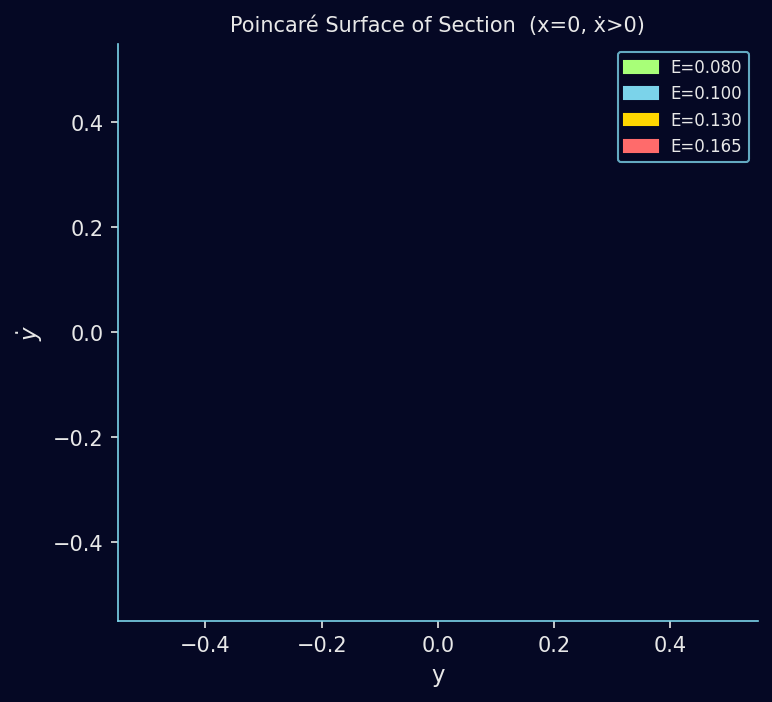 Poincaré Surface of Section  (x=0, ẋ>0)
E=0.080
E=0.100
E=0.130
E=0.165
0.4
0.2
0.0
−0.2
−0.4
ẏ
−0.4 −0.2 0.0 0.2 0.4
y